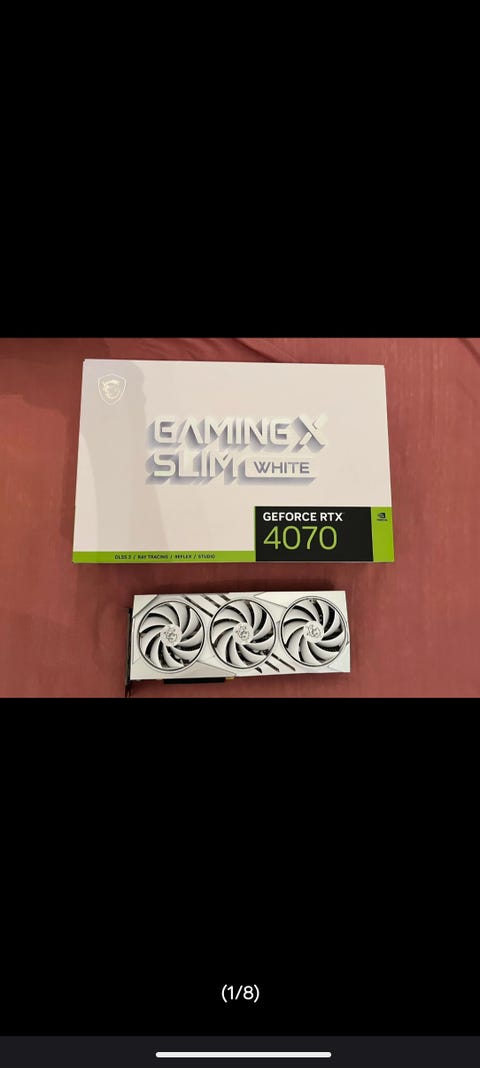 GAMING X
SLIM WHITE
GEFORCE RTX
4070
DLSS 3 / RAY TRACING / REFLEX / STUDIO
(1/8)